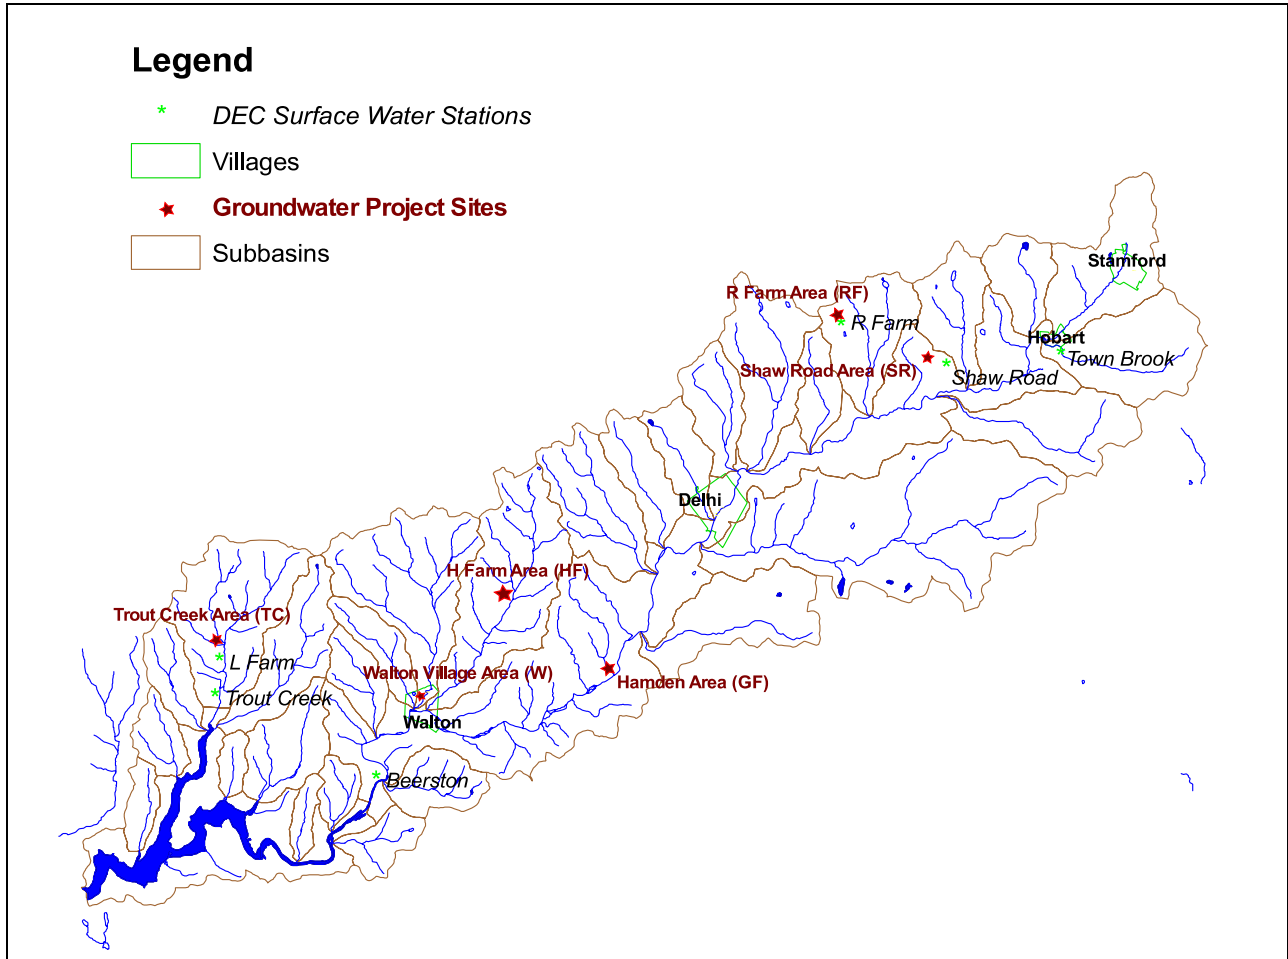 Legend
DEC Surface Water Stations
Villages
Groundwater Project Sites
Subbasins
Stamford
R Farm Area (RF)
R Farm
Hobart
Town Brook
Shaw Road Area (SR)
Shaw Road
Delhi
H Farm Area (HF)
Trout Creek Area (TC)
L Farm
Walton Village Area (W)
Hamden Area (GF)
Trout Creek
Walton
Beerston